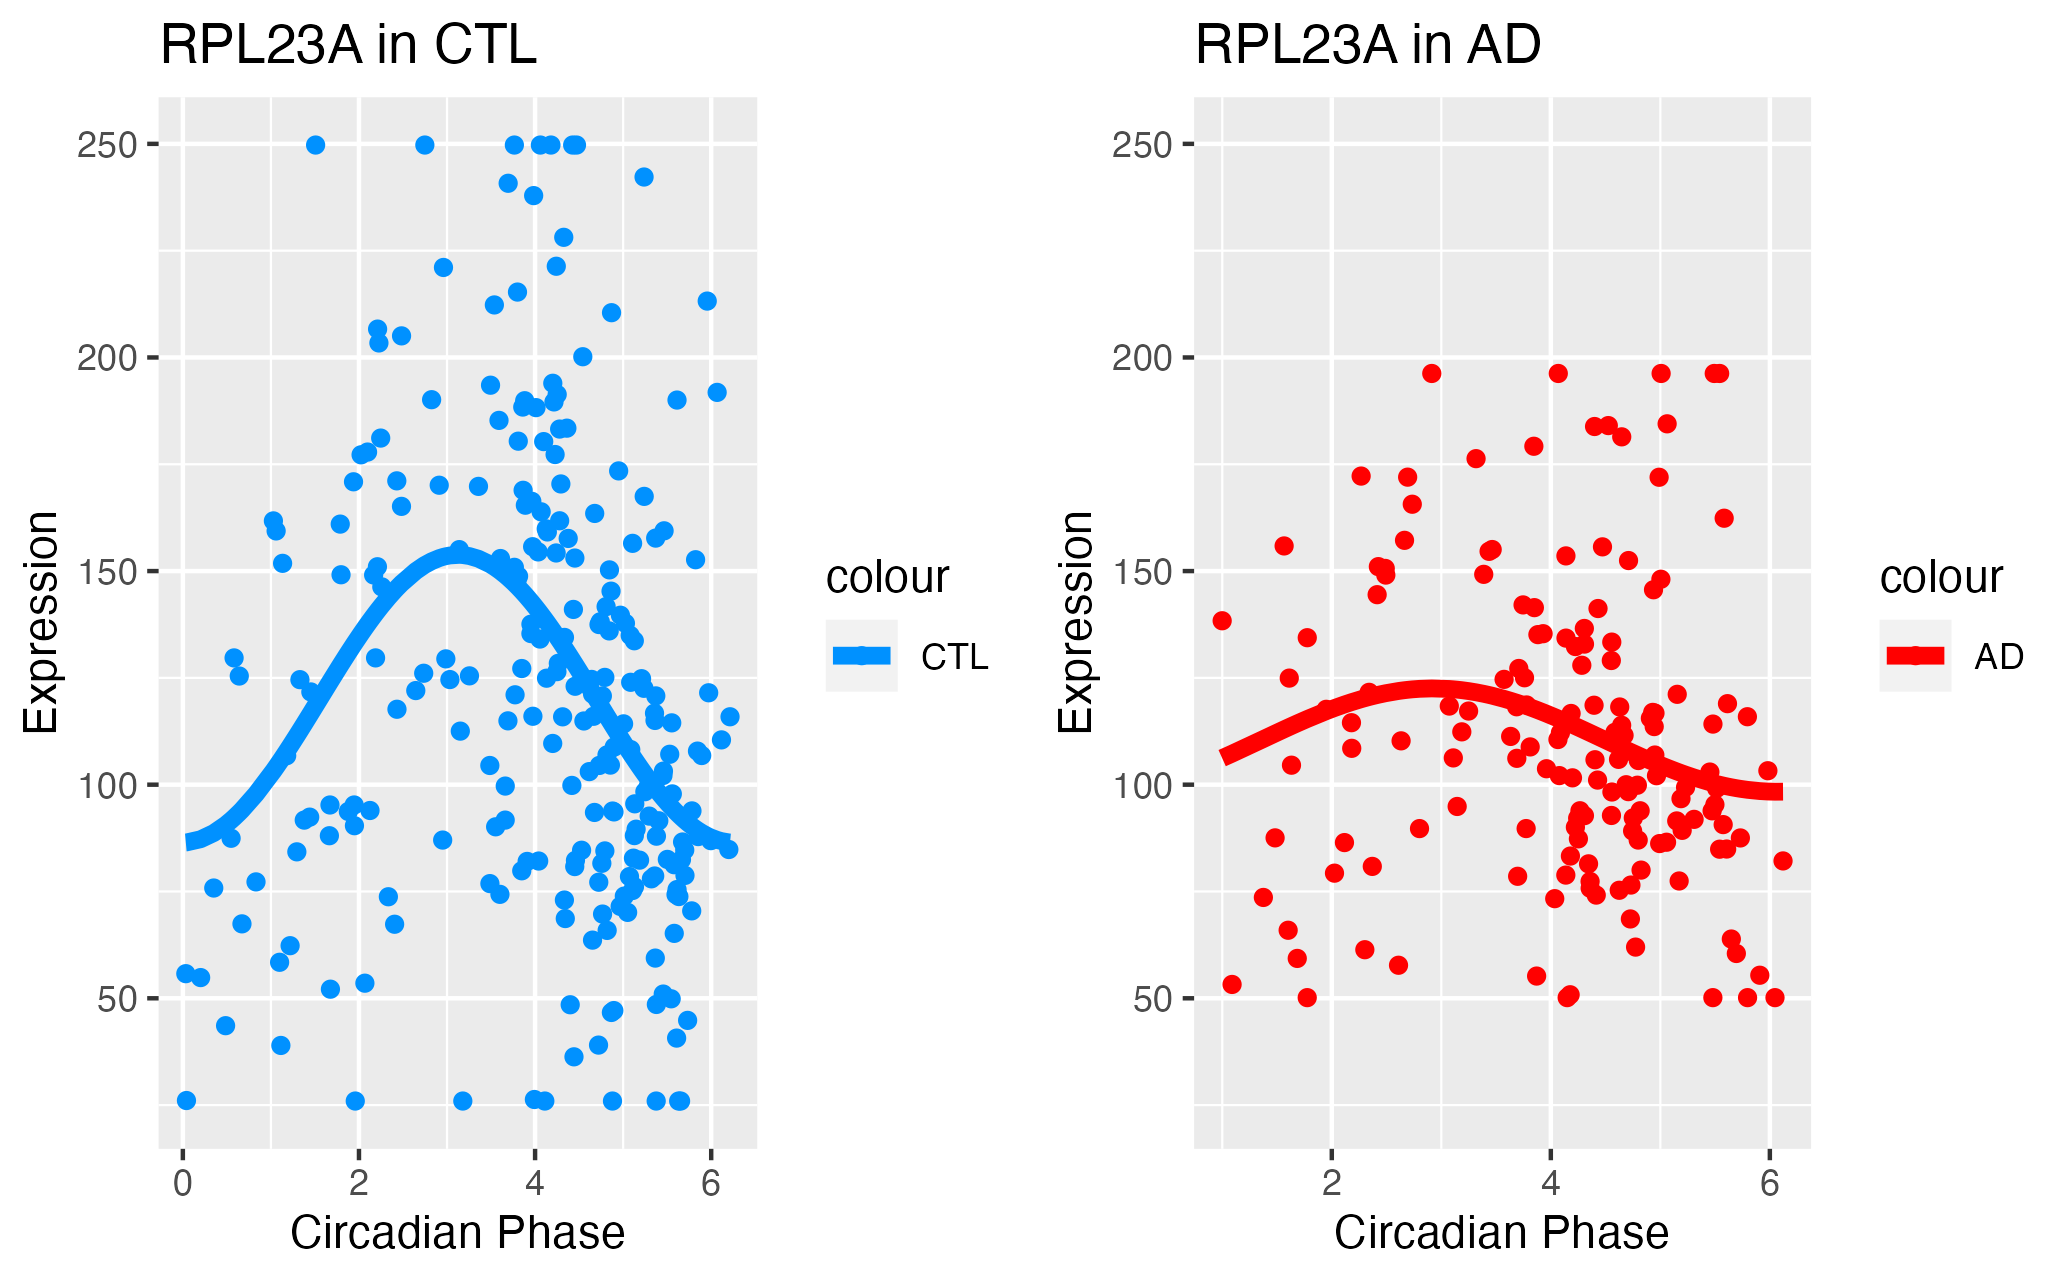 RPL23A in CTL
250
200
150
100
50
Expression
0 2 4 6
Circadian Phase
colour
CTL
RPL23A in AD
250
200
150
100
50
Expression
2 4 6
Circadian Phase
colour
AD